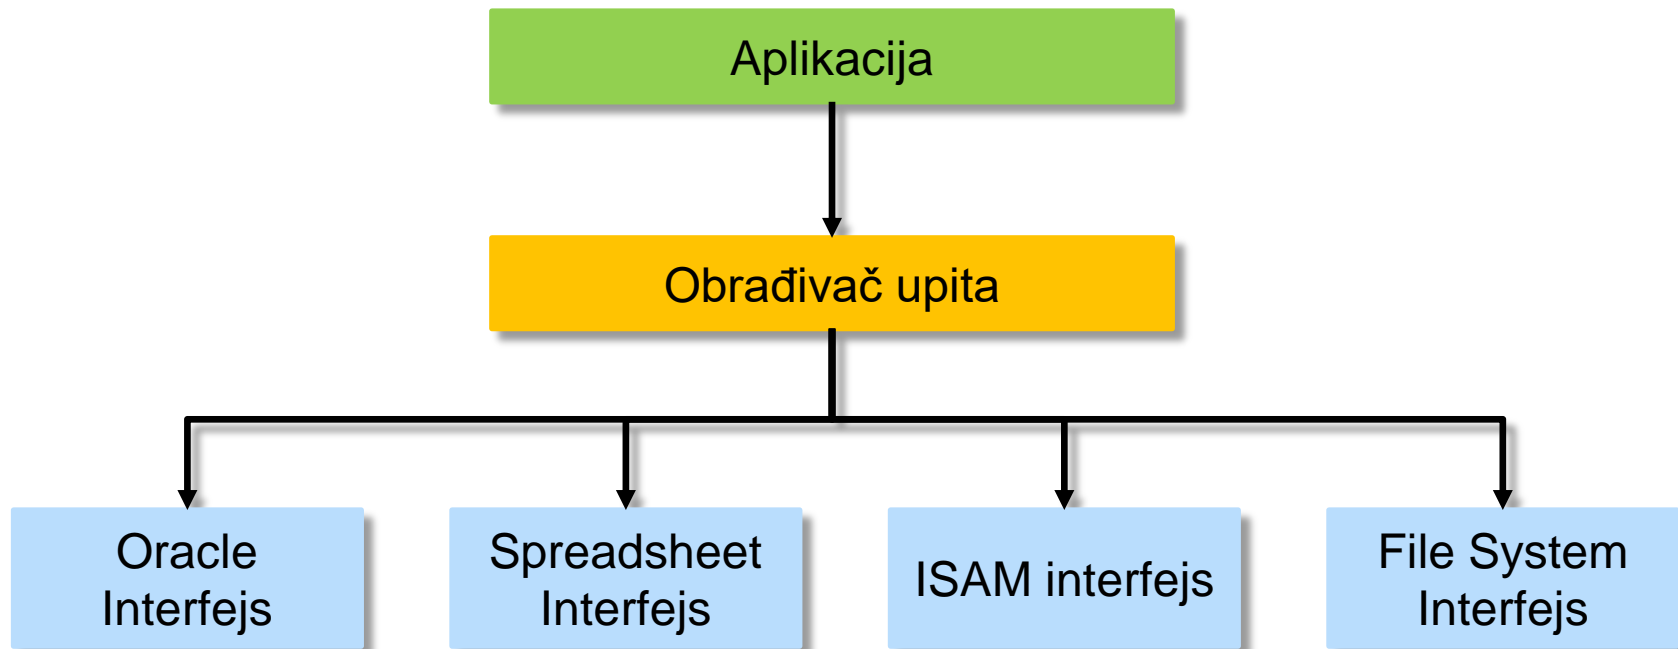 Aplikacija
Obrađivač upita
Oracle
Interfejs
Spreadsheet
Interfejs
ISAM interfejs
File System
Interfejs